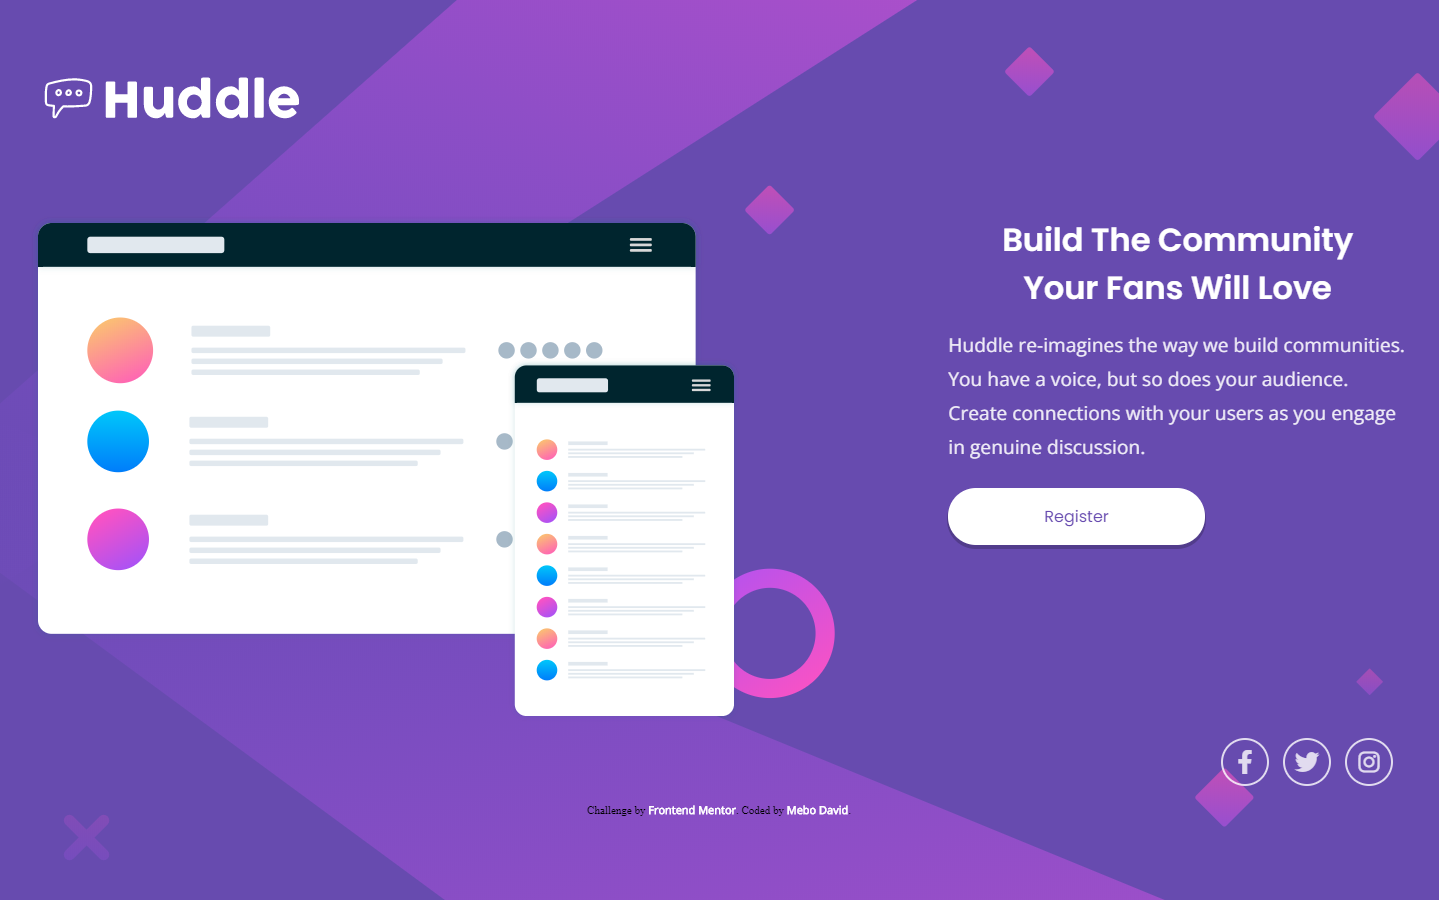 Huddle
Build The Community
Your Fans Will Love
Huddle re-imagines the way we build communities.
You have a voice, but so does your audience.
Create connections with your users as you engage
in genuine discussion.
Register
Challenge by Frontend Mentor. Coded by Mebo David.